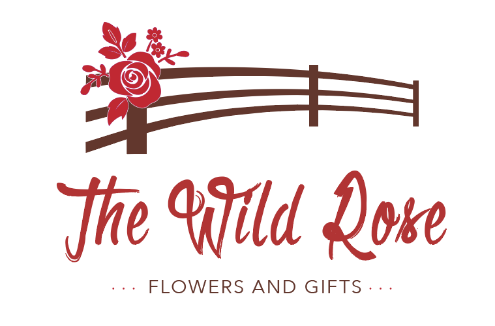 The Wild Rose
... FLOWERS AND GIFTS ...